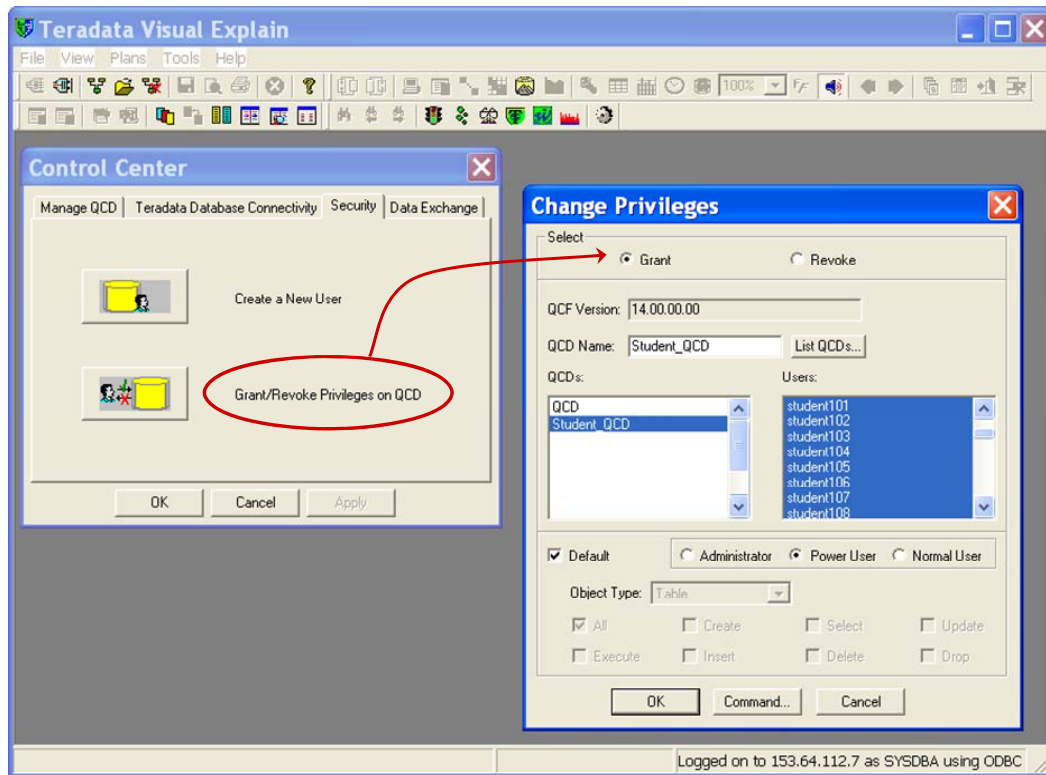 Teradata Visual Explain
File View Plans Tools Help
100%
Control Center
Manage QCD Teradata Database Connectivity Security Data Exchange
Create a New User
Grant/Revoke Privileges on QCD
OK Cancel Apply
Change Privileges
Select
Grant Revoke
QCF Version: 14.00.00.00
QCD Name: Student_QCD List QCDs...
QCDs: Users:
QCD student101
Student_QCD student102
student103
student104
student105
student106
student107
student108
Default Administrator Power User Normal User
Object Type: Table
All Create Select Update
Execute Insert Delete Drop
OK Command... Cancel
Logged on to 153.64.112.7 as SYSDBA using ODBC